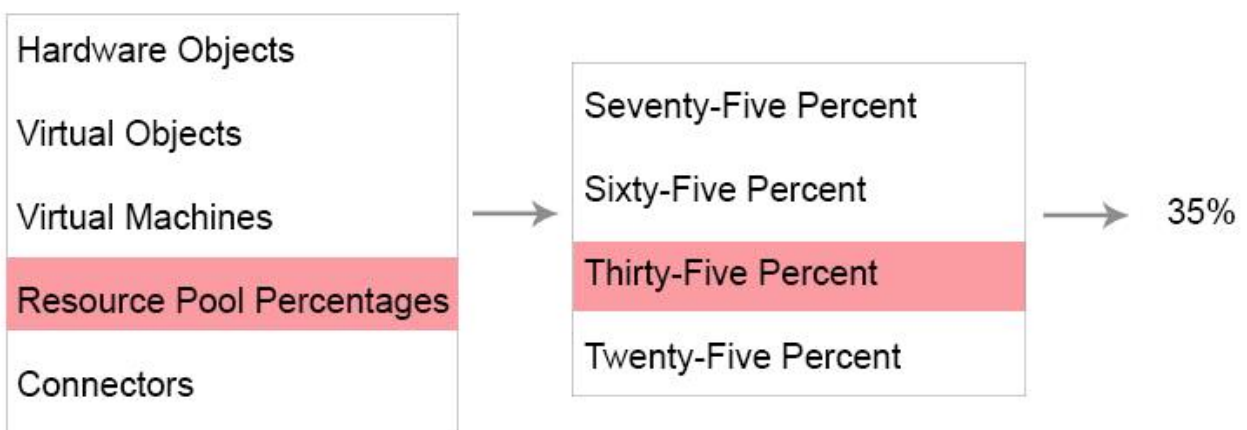 Hardware Objects
Virtual Objects
Virtual Machines
Resource Pool Percentages
Connectors
Seventy-Five Percent
Sixty-Five Percent
Thirty-Five Percent
Twenty-Five Percent
35%